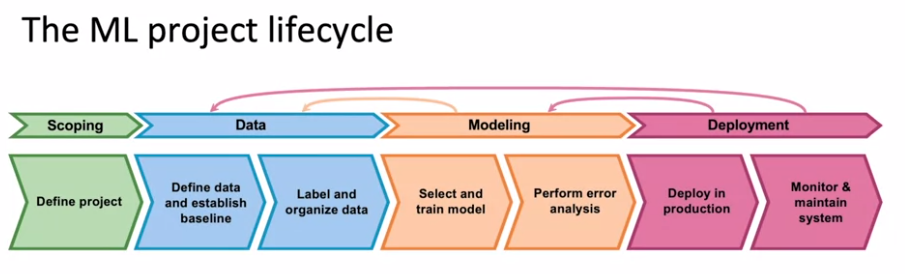 The ML project lifecycle
Scoping
Data
Modeling
Deployment
Define project
Define data
and establish
baseline
Label and
organize data
Select and
train model
Perform error
analysis
Deploy in
production
Monitor &
maintain
system